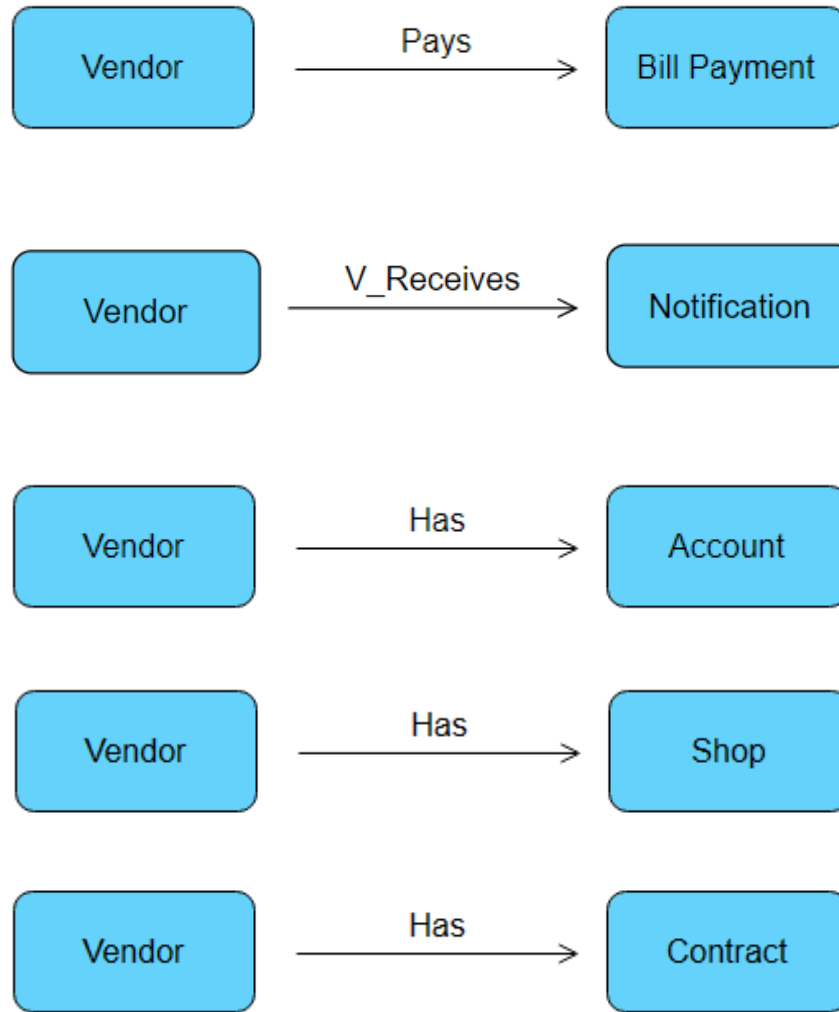 Pays
Vendor
Bill Payment
V_Receives
Vendor
Notification
Has
Vendor
Account
Has
Vendor
Shop
Has
Vendor
Contract